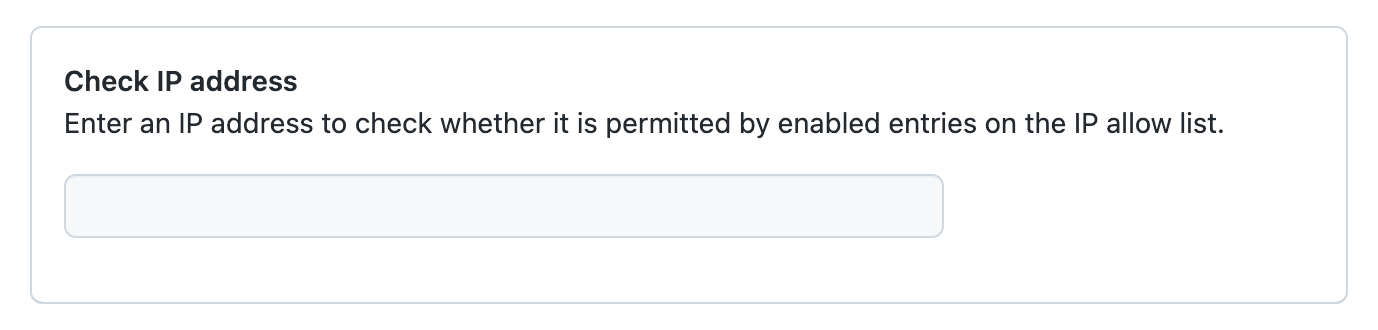 Check IP address
Enter an IP address to check whether it is permitted by enabled entries on the IP allow list.